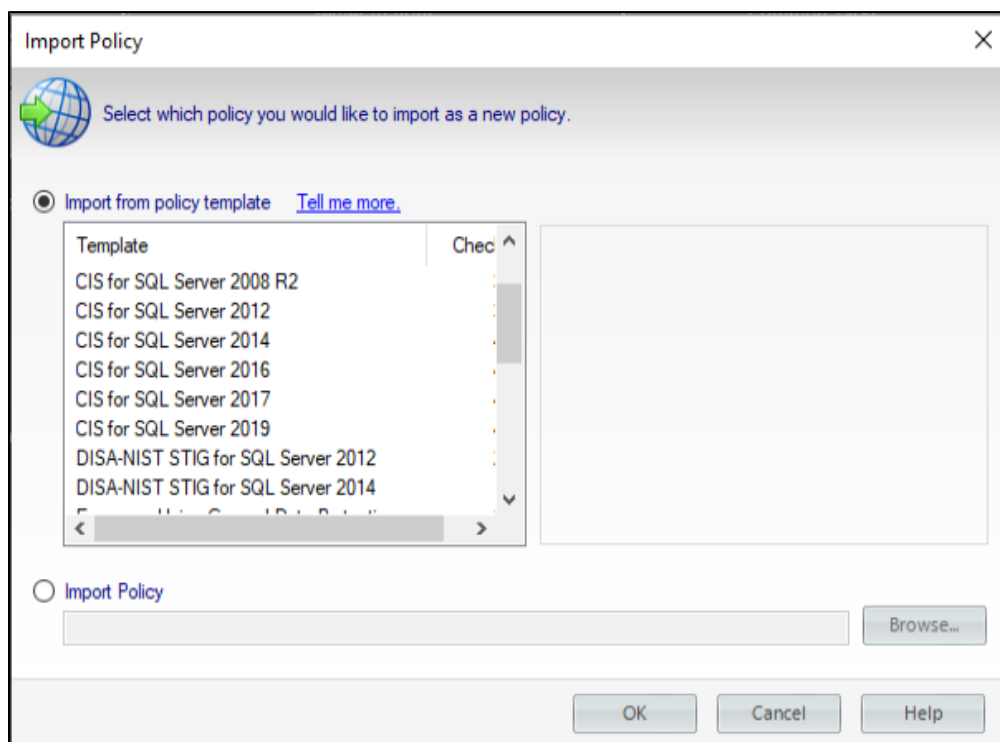 Import Policy
Select which policy you would like to import as a new policy.
Import from policy template Tell me more.
Template Chec
CIS for SQL Server 2008 R2
CIS for SQL Server 2012
CIS for SQL Server 2014
CIS for SQL Server 2016
CIS for SQL Server 2017
CIS for SQL Server 2019
DISA-NIST STIG for SQL Server 2012
DISA-NIST STIG for SQL Server 2014
Import Policy
Browse...
OK Cancel Help